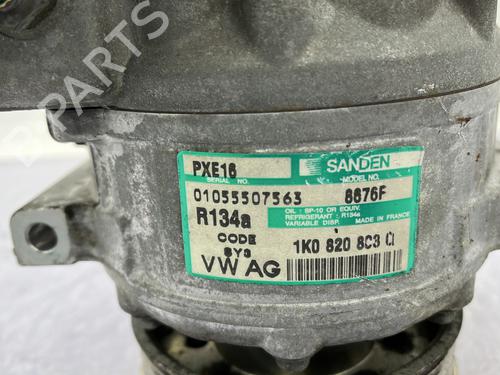 B-PARTS
PXE16
SANDEN
SERIAL NO.
MODEL NO.
01055507563
8676F
R134a
OIL : SP-10 OR EQUIV.
REFRIGERANT : R134a
VARIABLE DISP. MADE IN FRANCE
CODE
1K0 820 803
VW AG